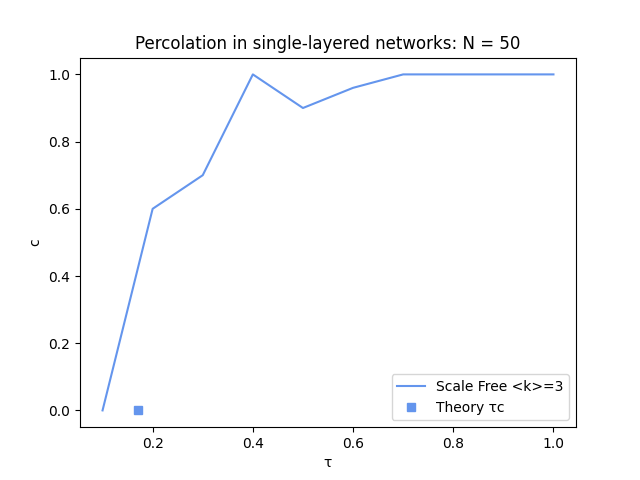 Percolation in single-layered networks: N = 50
1.0
0.8
0.6
0.4
0.2
0.0
c
0.2
0.4
0.6
0.8
1.0
τ
Scale Free <k>=3
Theory τc